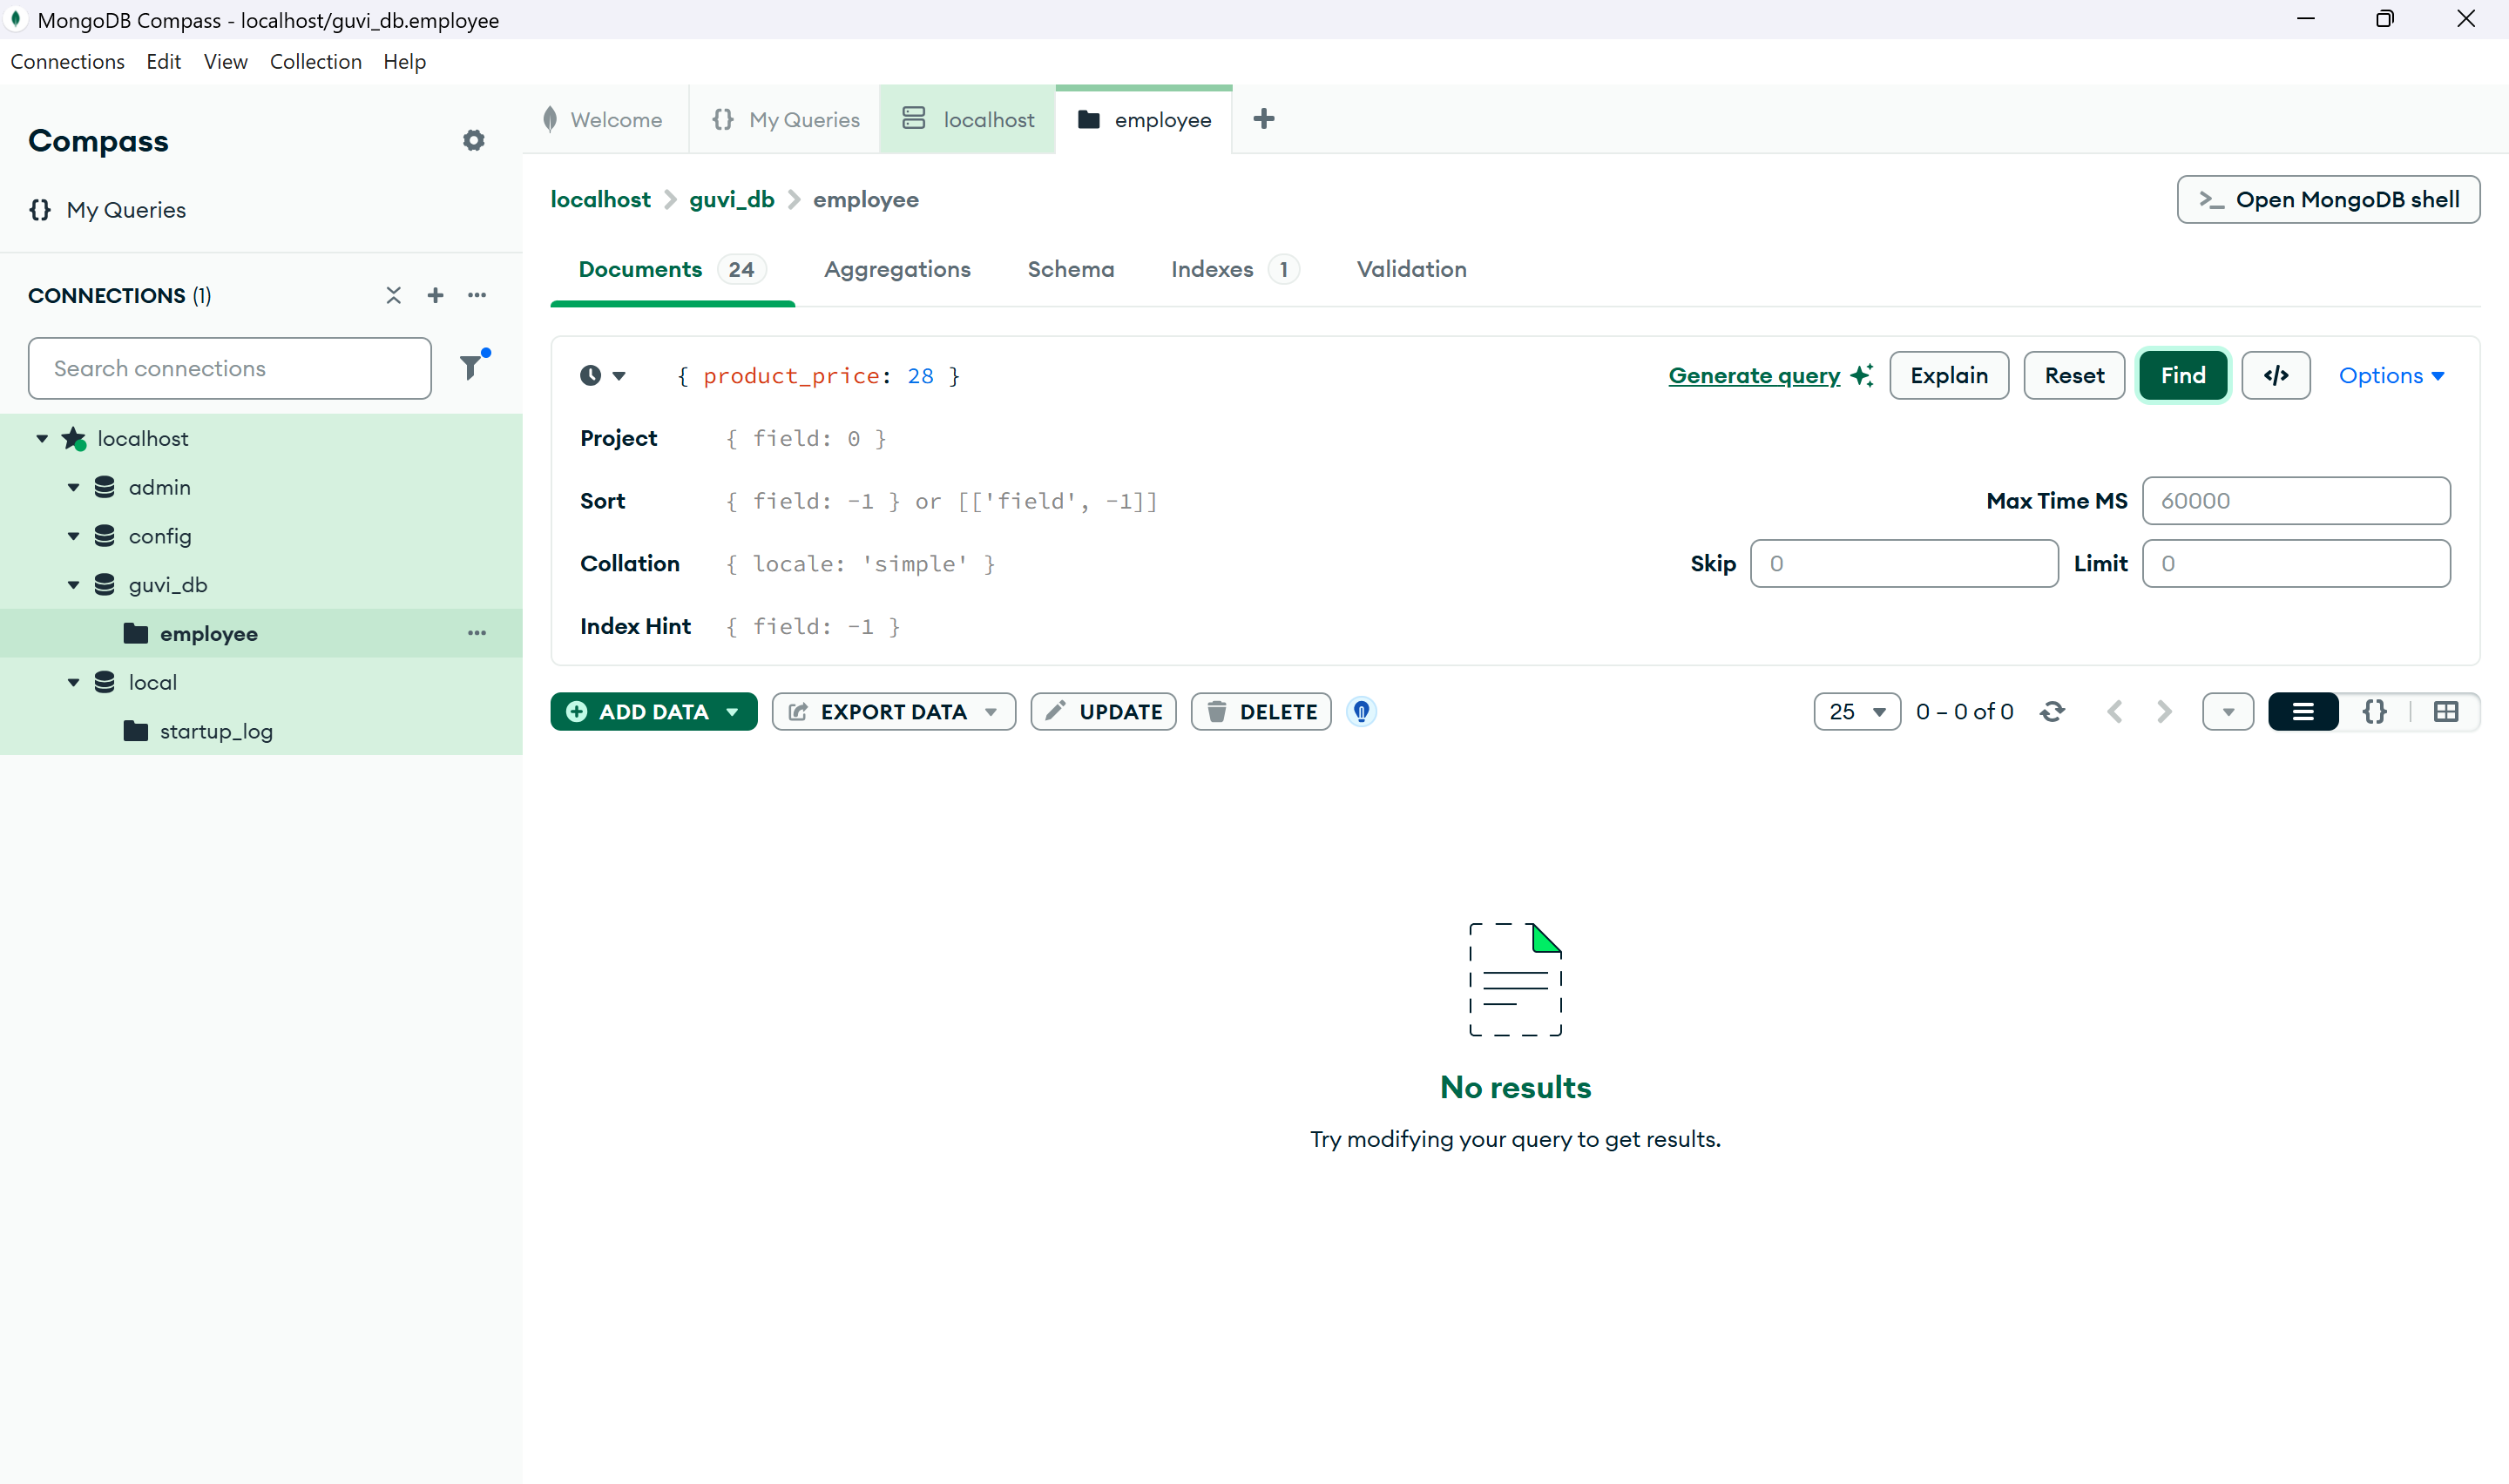 MongoDB Compass - localhost/guvi_db.employee
Connections Edit View Collection Help
Compass
My Queries
CONNECTIONS (1)
Search connections
localhost
admin
config
guvi_db
employee
local
startup_log
Welcome My Queries localhost employee
localhost > guvi_db > employee
Open MongoDB shell
Documents 24 Aggregations Schema Indexes 1 Validation
{ product_price: 28 }
Generate query Explain Reset Find </> Options
Project { field: 0 }
Sort { field: -1 } or [['field', -1]]
Max Time MS 60000
Collation { locale: 'simple' }
Skip 0 Limit 0
Index Hint { field: -1 }
ADD DATA EXPORT DATA UPDATE DELETE
25 0 – 0 of 0
No results
Try modifying your query to get results.